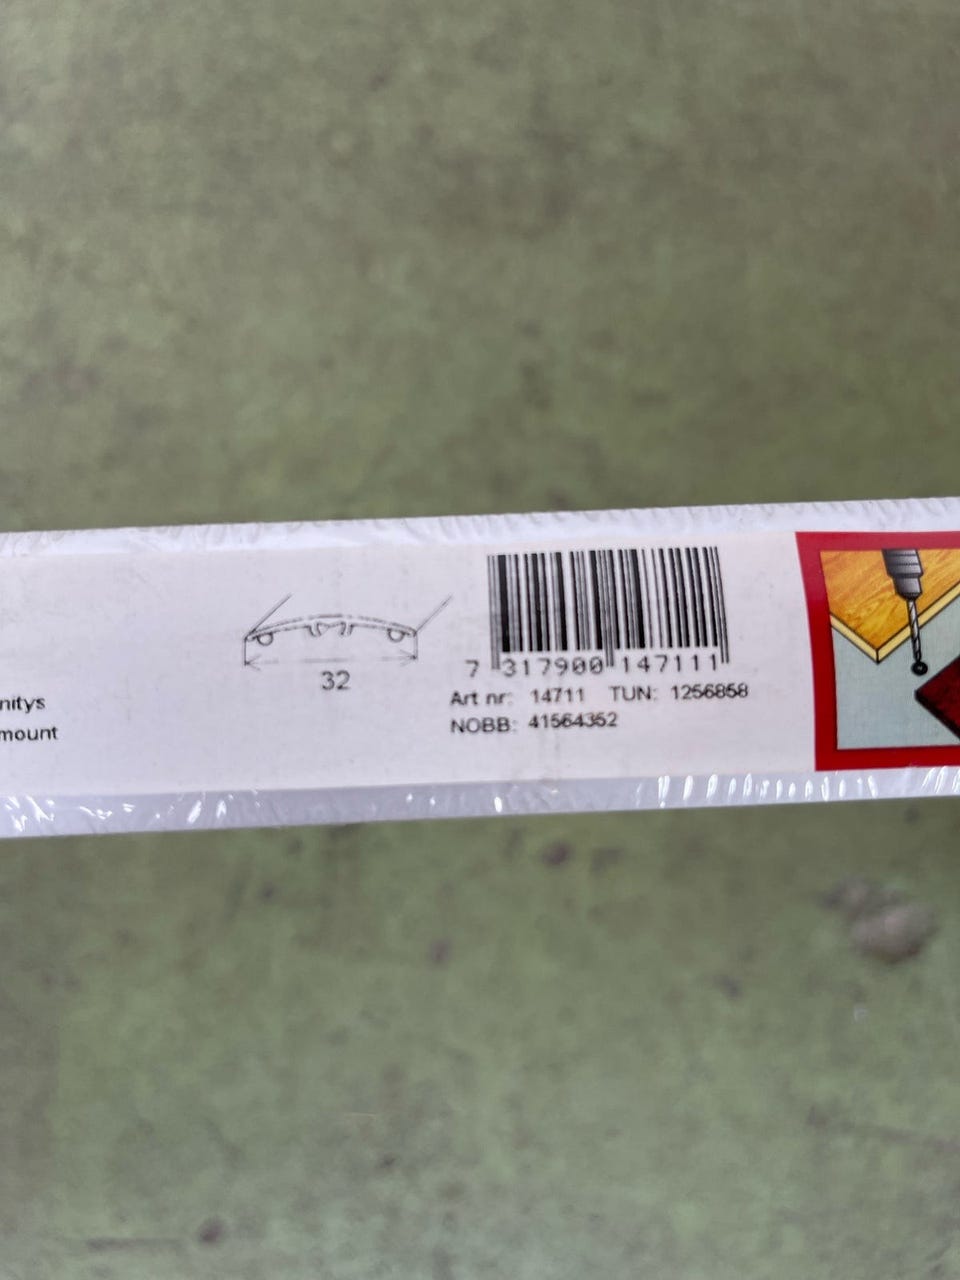 nitys
mount
32
7 317900 147111
Art nr: 14711 TUN: 1256858
NOBB: 41564352